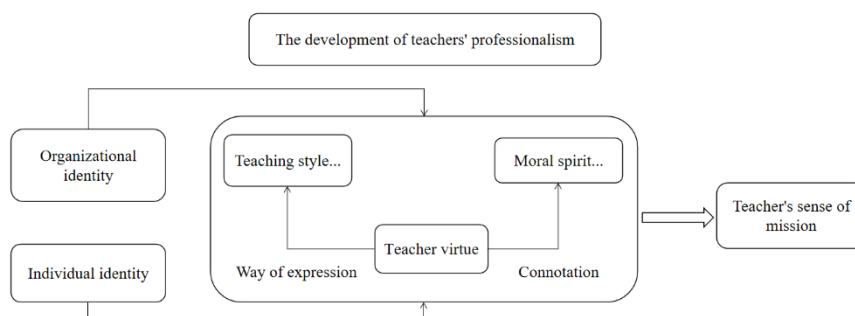 The development of teachers' professionalism
Organizational
identity
Teaching style...
Moral spirit...
Teacher's sense of
mission
Teacher virtue
Individual identity
Way of expression
Connotation